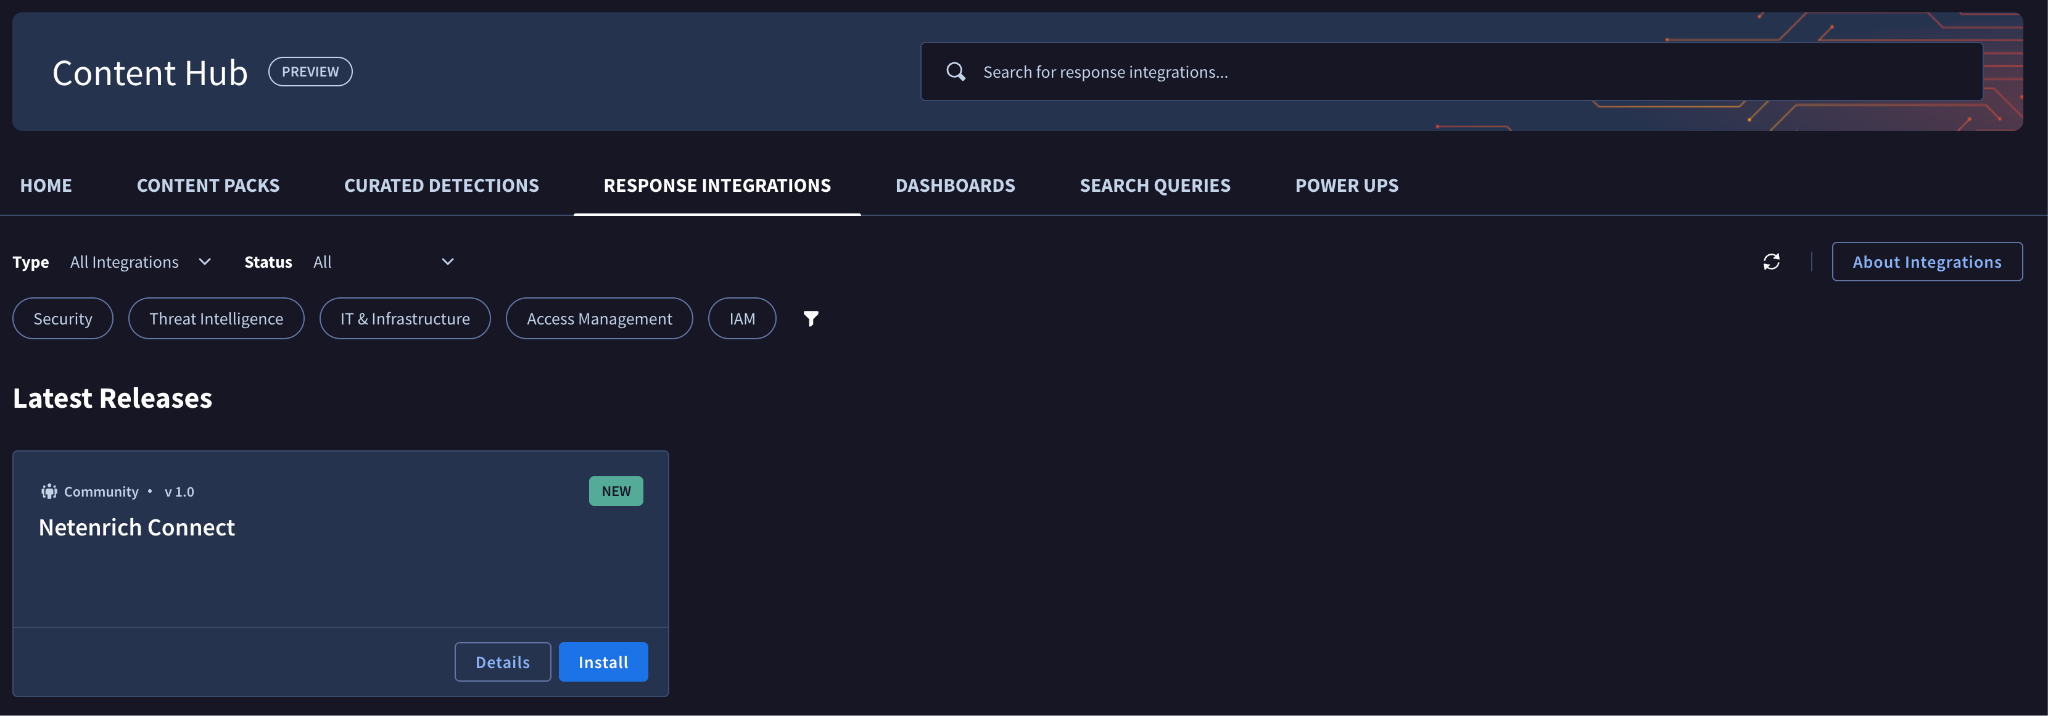 Content Hub PREVIEW
Search for response integrations...
HOME CONTENT PACKS CURATED DETECTIONS RESPONSE INTEGRATIONS DASHBOARDS SEARCH QUERIES POWER UPS
Type All Integrations Status All About Integrations
Security Threat Intelligence IT & Infrastructure Access Management IAM
Latest Releases
Community • v 1.0 NEW
Netenrich Connect
Details Install